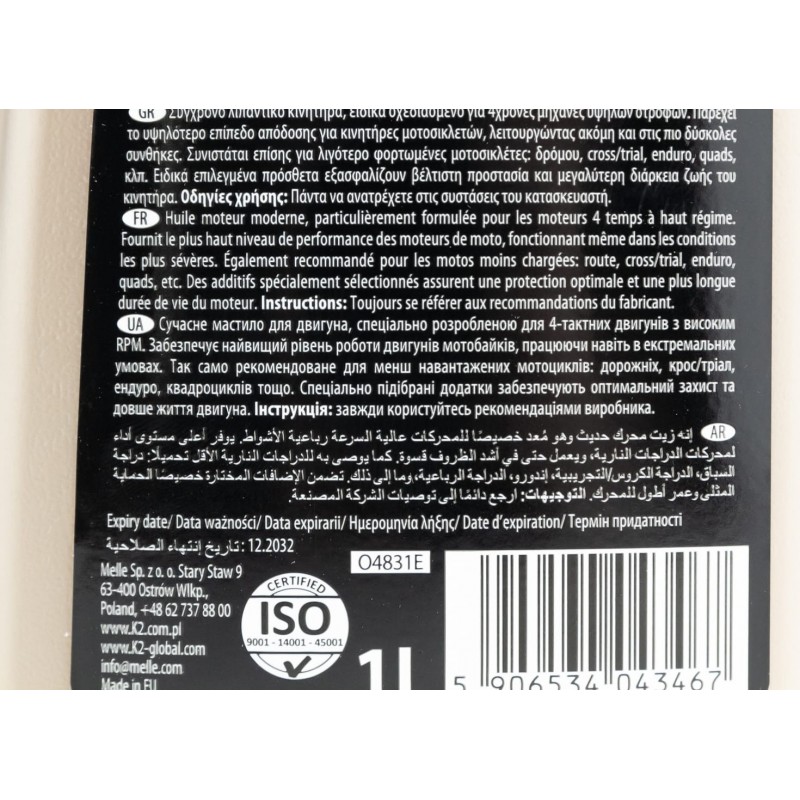 GR Σύγχρονο λιπαντικό κινητήρα, ειδικά σχεδιασμένο για 4χρονες μηχανές υψηλών στροφών. Παρέχει
το υψηλότερο επίπεδο απόδοσης για κινητήρες μοτοσικλετών, λειτουργώντας ακόμη και στις πιο δύσκολες
συνθήκες. Συνιστάται επίσης για λιγότερο φορτωμένες μοτοσικλέτες: δρόμου, cross/trial, enduro, quads,
κλπ. Ειδικά επιλεγμένα πρόσθετα εξασφαλίζουν βέλτιστη προστασία και μεγαλύτερη διάρκεια ζωής του
κινητήρα. Οδηγίες χρήσης: Πάντα να ανατρέχετε στις συστάσεις του κατασκευαστή.
FR Huile moteur moderne, particulièrement formulée pour les moteurs 4 temps à haut régime.
Fournit le plus haut niveau de performance des moteurs de moto, fonctionnant même dans les conditions
les plus sévères. Également recommandé pour les motos moins chargées: route, cross/trial, enduro,
quads, etc. Des additifs spécialement sélectionnés assurent une protection optimale et une plus longue
durée de vie du moteur. Instructions: Toujours se référer aux recommandations du fabricant.
UA Сучасне мастило для двигуна, спеціально розробленою для 4-тактних двигунів з високим
RPM. Забезпечує найвищий рівень роботи двигунів мотобайків, працюючи навіть в екстремальних
умовах. Так само рекомендоване для менш навантажених мотоциклів: дорожніх, крос/тріал,
ендуро, квадроциклів тощо. Спеціально підібрані додатки забезпечують оптимальний захист та
довше життя двигуна. Інструкція: завжди користуйтесь рекомендаціями виробника.
AR إنه زيت محرك حديث وهو مُعد خصيصًا للمحركات عالية السرعة رباعية الأشواط. يوفر أعلى مستوى أداء
لمحركات الدراجات النارية، ويعمل حتى في أشد الظروف قسوة. كما يوصى به للدراجات النارية الأقل تحميلًا: دراجة
السباق، الدراجة الكروس/التجريبية، إندورو، الدراجة الرباعية، وما إلى ذلك. تضمن الإضافات المختارة خصيصًا الحماية
المثلى وعمر أطول للمحرك. التوجيهات: ارجع دائمًا إلى توصيات الشركة المصنعة.
Expiry date/ Data ważności/ Data expirarii/ Ημερομηνία λήξης/ Date d'expiration/ Термін придатності
تاريخ إنتهاء الصلاحية: 12.2032
Melle Sp. z o. o. Stary Staw 9
63-400 Ostrów Wlkp.,
Poland, +48 62 737 88 00
www.K2.com.pl
www.K2-global.com
info@melle.com
Made in EU
CERTIFIED
ISO
9001 - 14001 - 45001
O4831E
1L
5 906534 043467